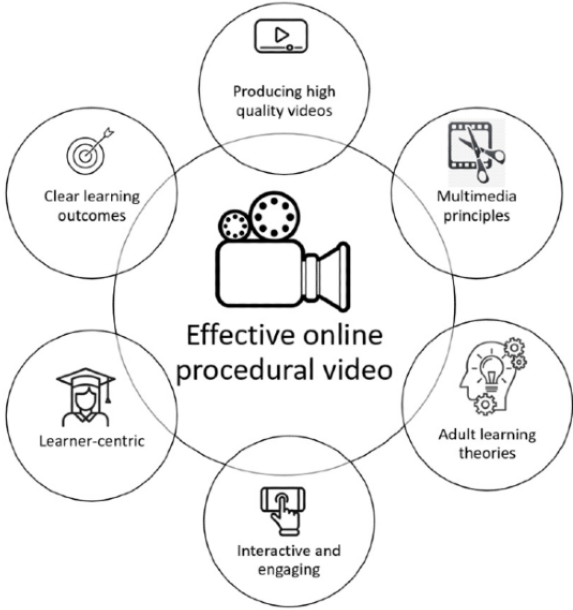 Producing high
quality videos
Clear learning
outcomes
Multimedia
principles
Effective online
procedural video
Learner-centric
Adult learning
theories
Interactive and
engaging